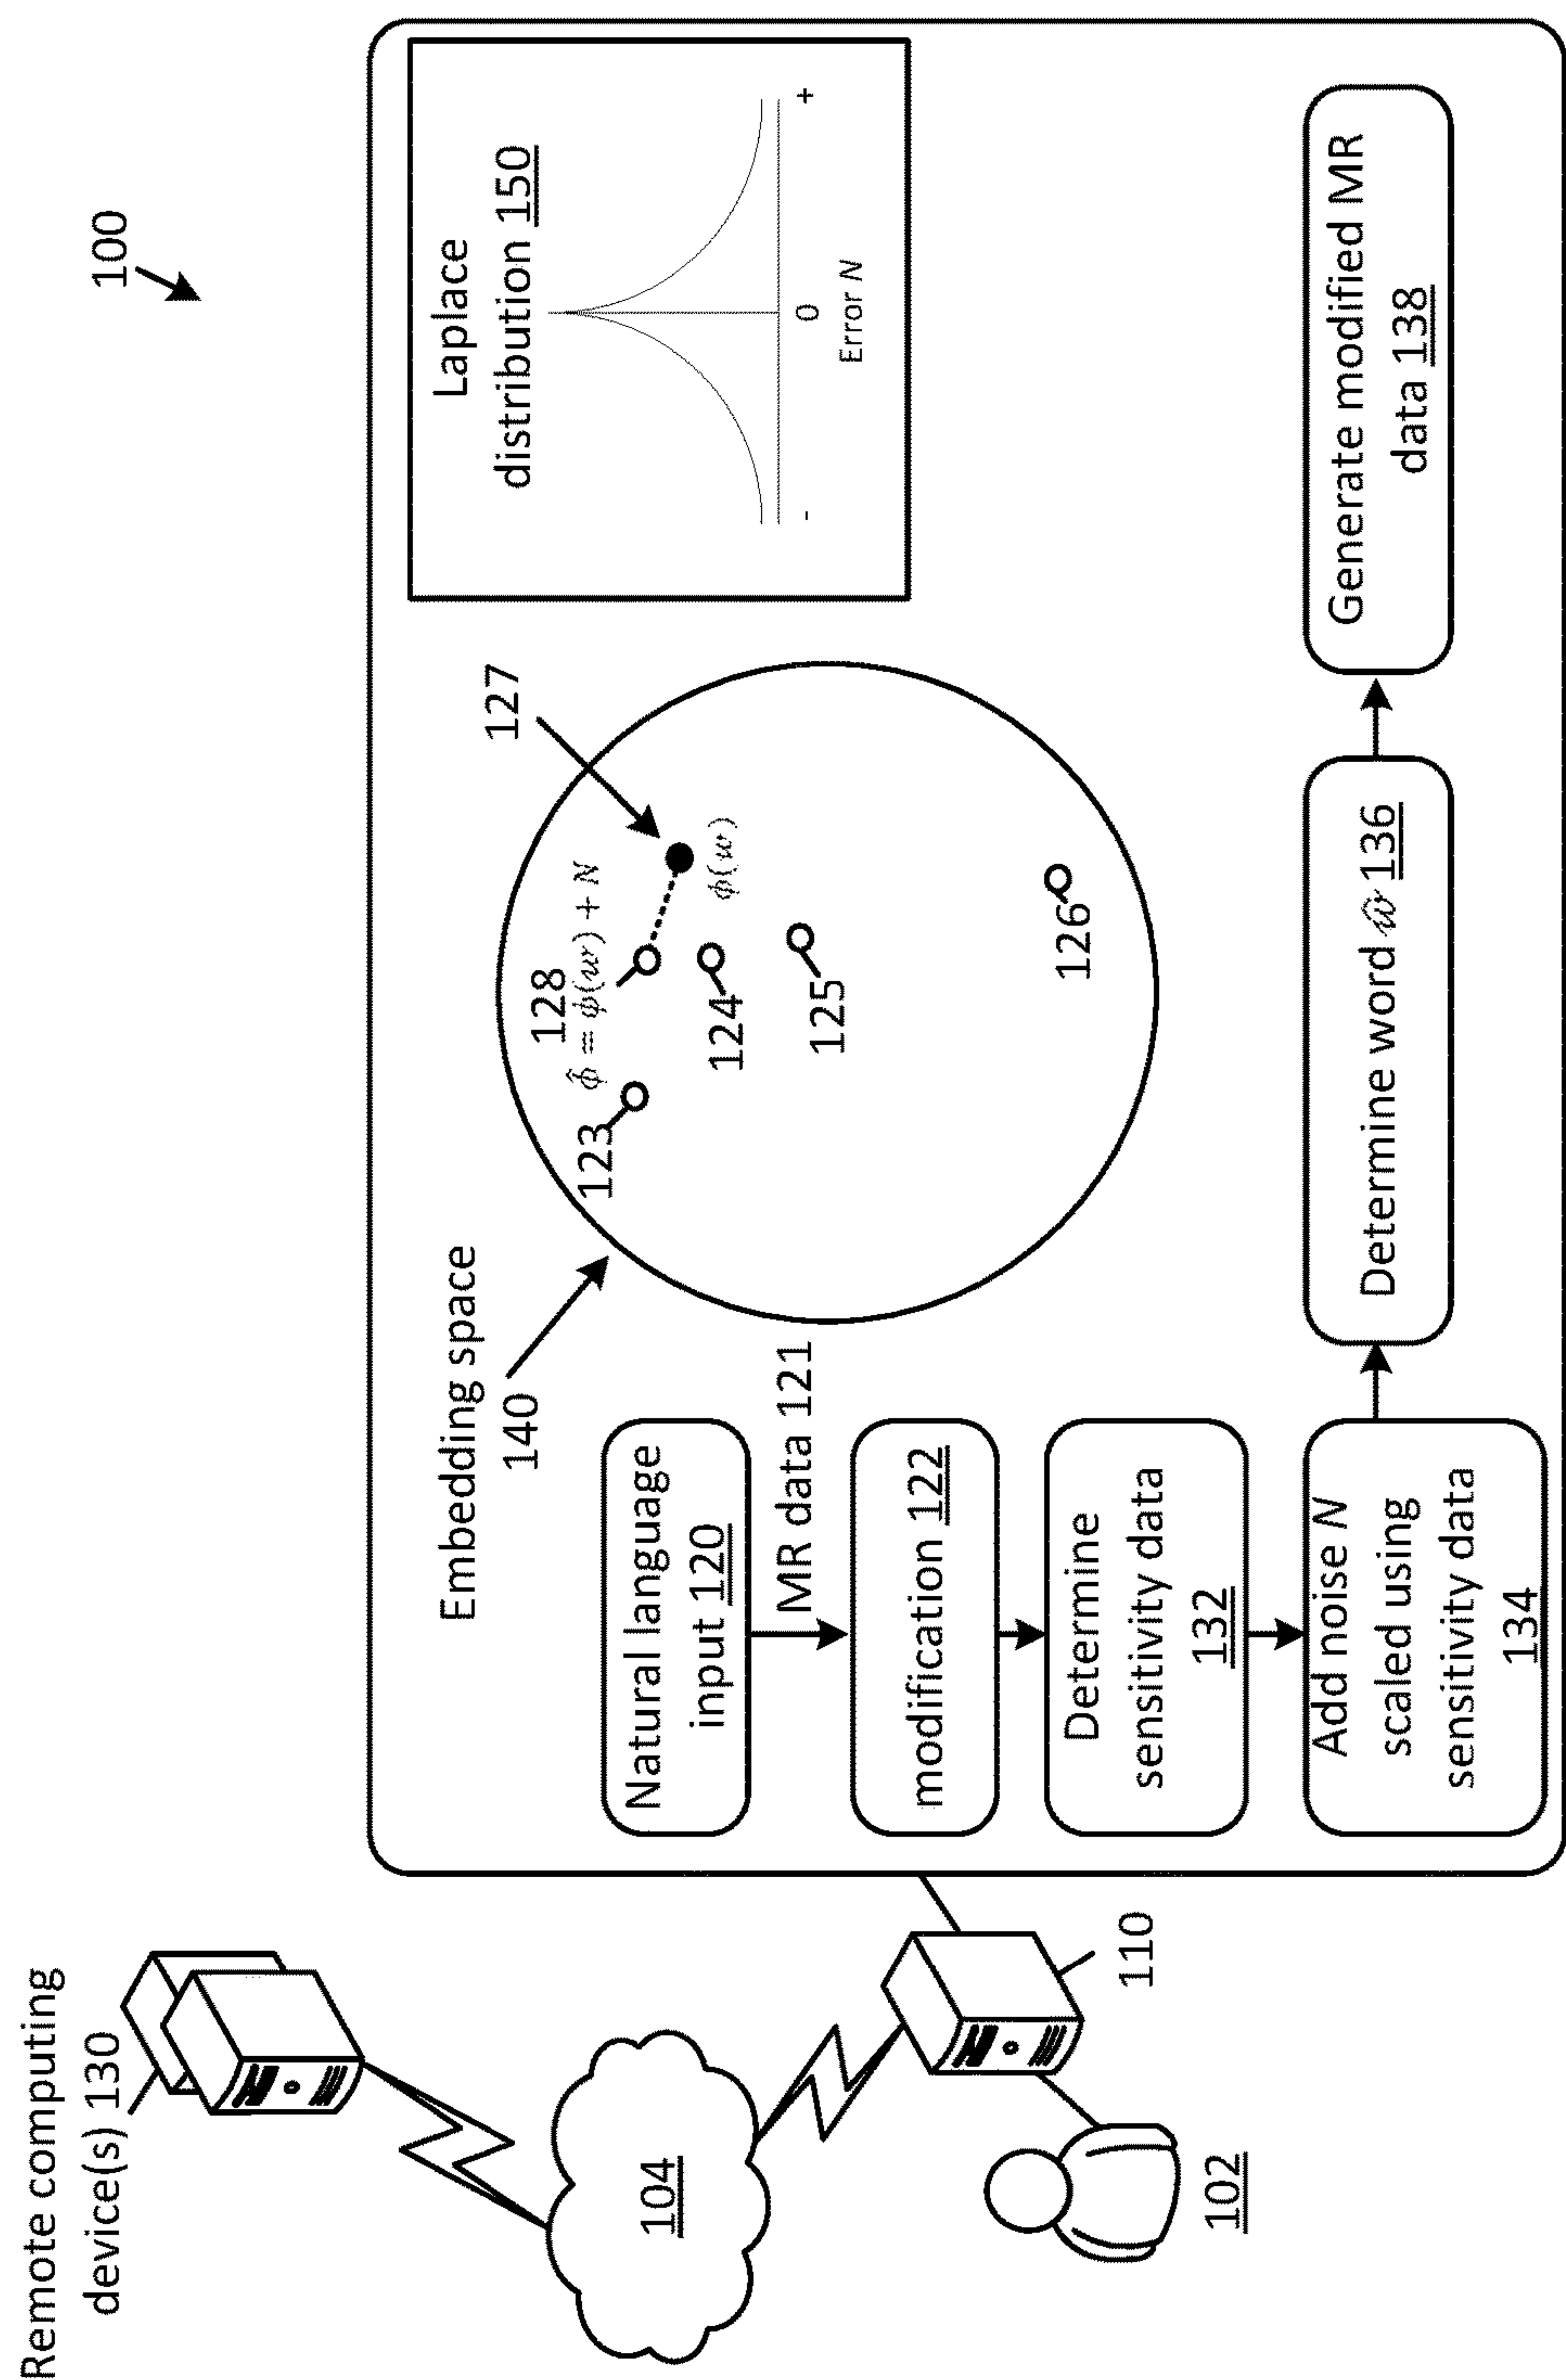 100
Remote computing
device(s) 130
104
110
102
Embedding space
140
Natural language
input 120
MR data 121
modification 122
Determine
sensitivity data
132
Add noise N
scaled using
sensitivity data
134
Determine word ŵ 136
Generate modified MR
data 138
123
128
ϕ̂ = ϕ(w) + N
127
ϕ(w)
124
125
126
Laplace
distribution 150
- 0 +
Error N